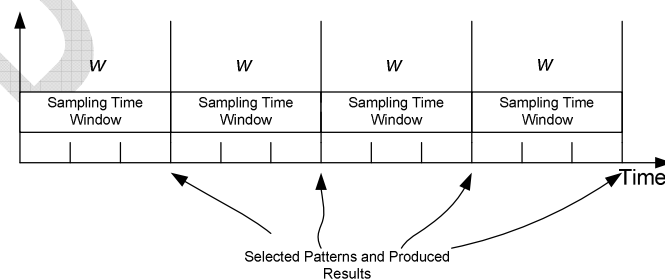 w w w w
Sampling Time Window Sampling Time Window Sampling Time Window Sampling Time Window
Time
Selected Patterns and Produced
Results